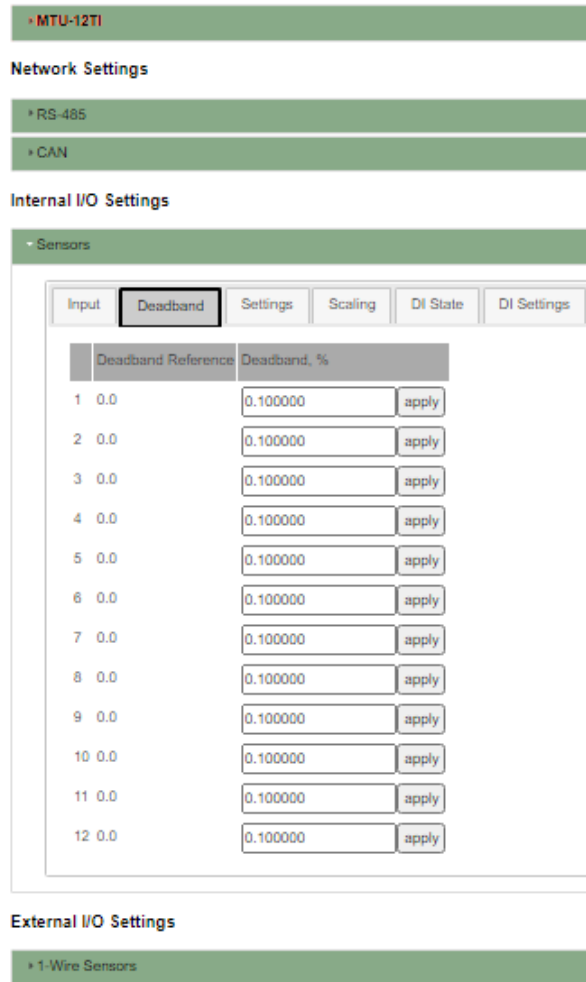 MTU-12TI
Network Settings
RS-485
CAN
Internal I/O Settings
Sensors
Input Deadband Settings Scaling DI State DI Settings
Deadband Reference Deadband, %
1 0.0 0.100000 apply
2 0.0 0.100000 apply
3 0.0 0.100000 apply
4 0.0 0.100000 apply
5 0.0 0.100000 apply
6 0.0 0.100000 apply
7 0.0 0.100000 apply
8 0.0 0.100000 apply
9 0.0 0.100000 apply
10 0.0 0.100000 apply
11 0.0 0.100000 apply
12 0.0 0.100000 apply
External I/O Settings
1-Wire Sensors